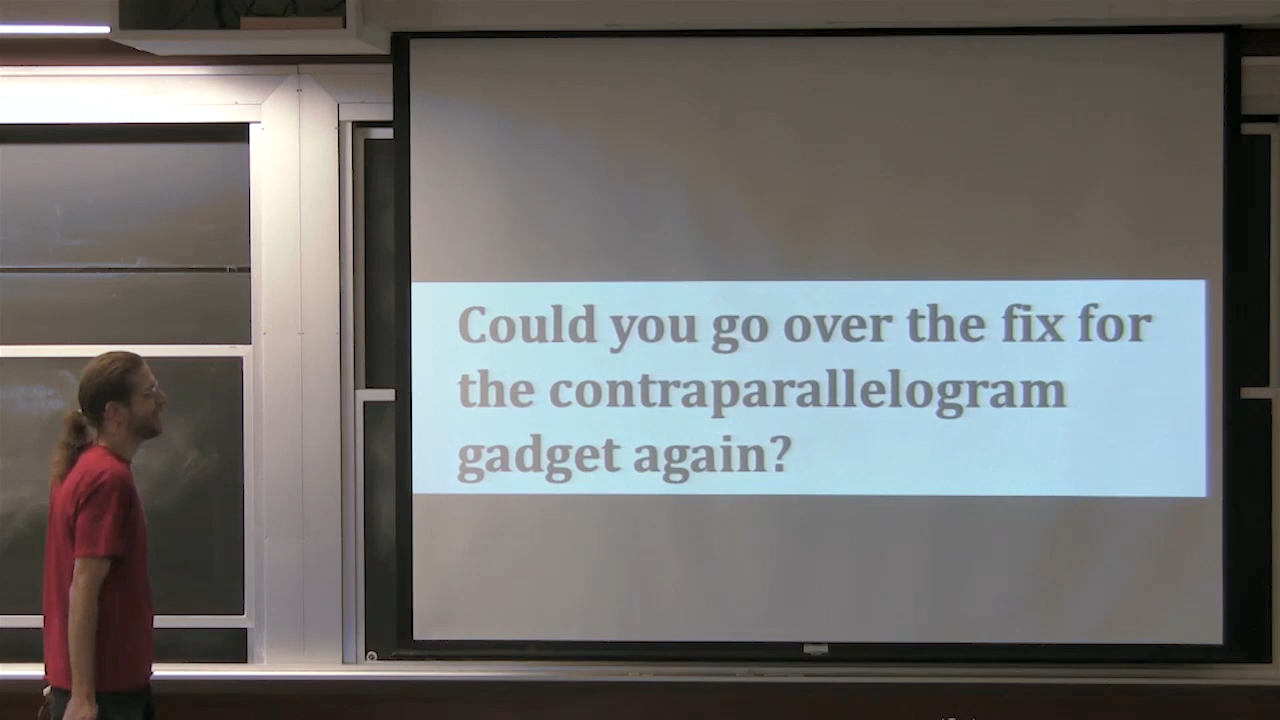 Could you go over the fix for
the contraparallelogram
gadget again?